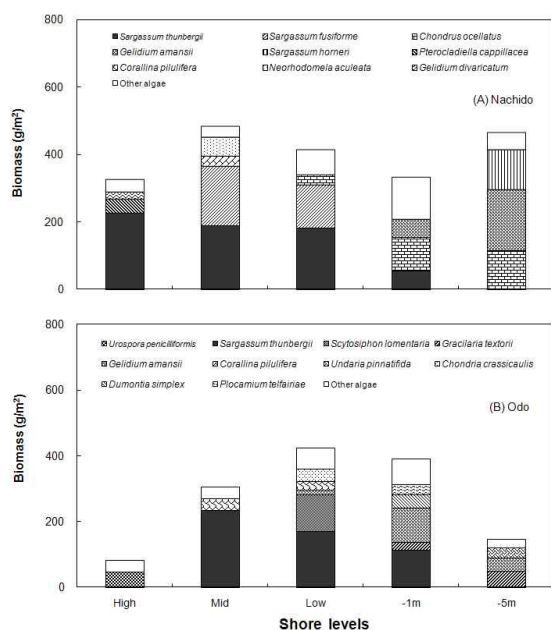 800
Sargassum thunbergii Sargassum fusiforme Chondrus ocellatus
Gelidium amansii Sargassum horneri Pterocladiella cappillacea
Corallina pilulifera Neorhodomela aculeata Gelidium divaricatum
Other algae
(A) Nachido
600
400
200
0
Biomass (g/m²)
800
Urospora penicilliformis Sargassum thunbergii Scytosiphon lomentaria Gracilaria textorii
Gelidium amansii Corallina pilulifera Undaria pinnatifida Chondria crassicaulis
Dumontia simplex Plocamium telfairiae Other algae
(B) Odo
600
400
200
0
Biomass (g/m²)
High Mid Low -1m -5m
Shore levels